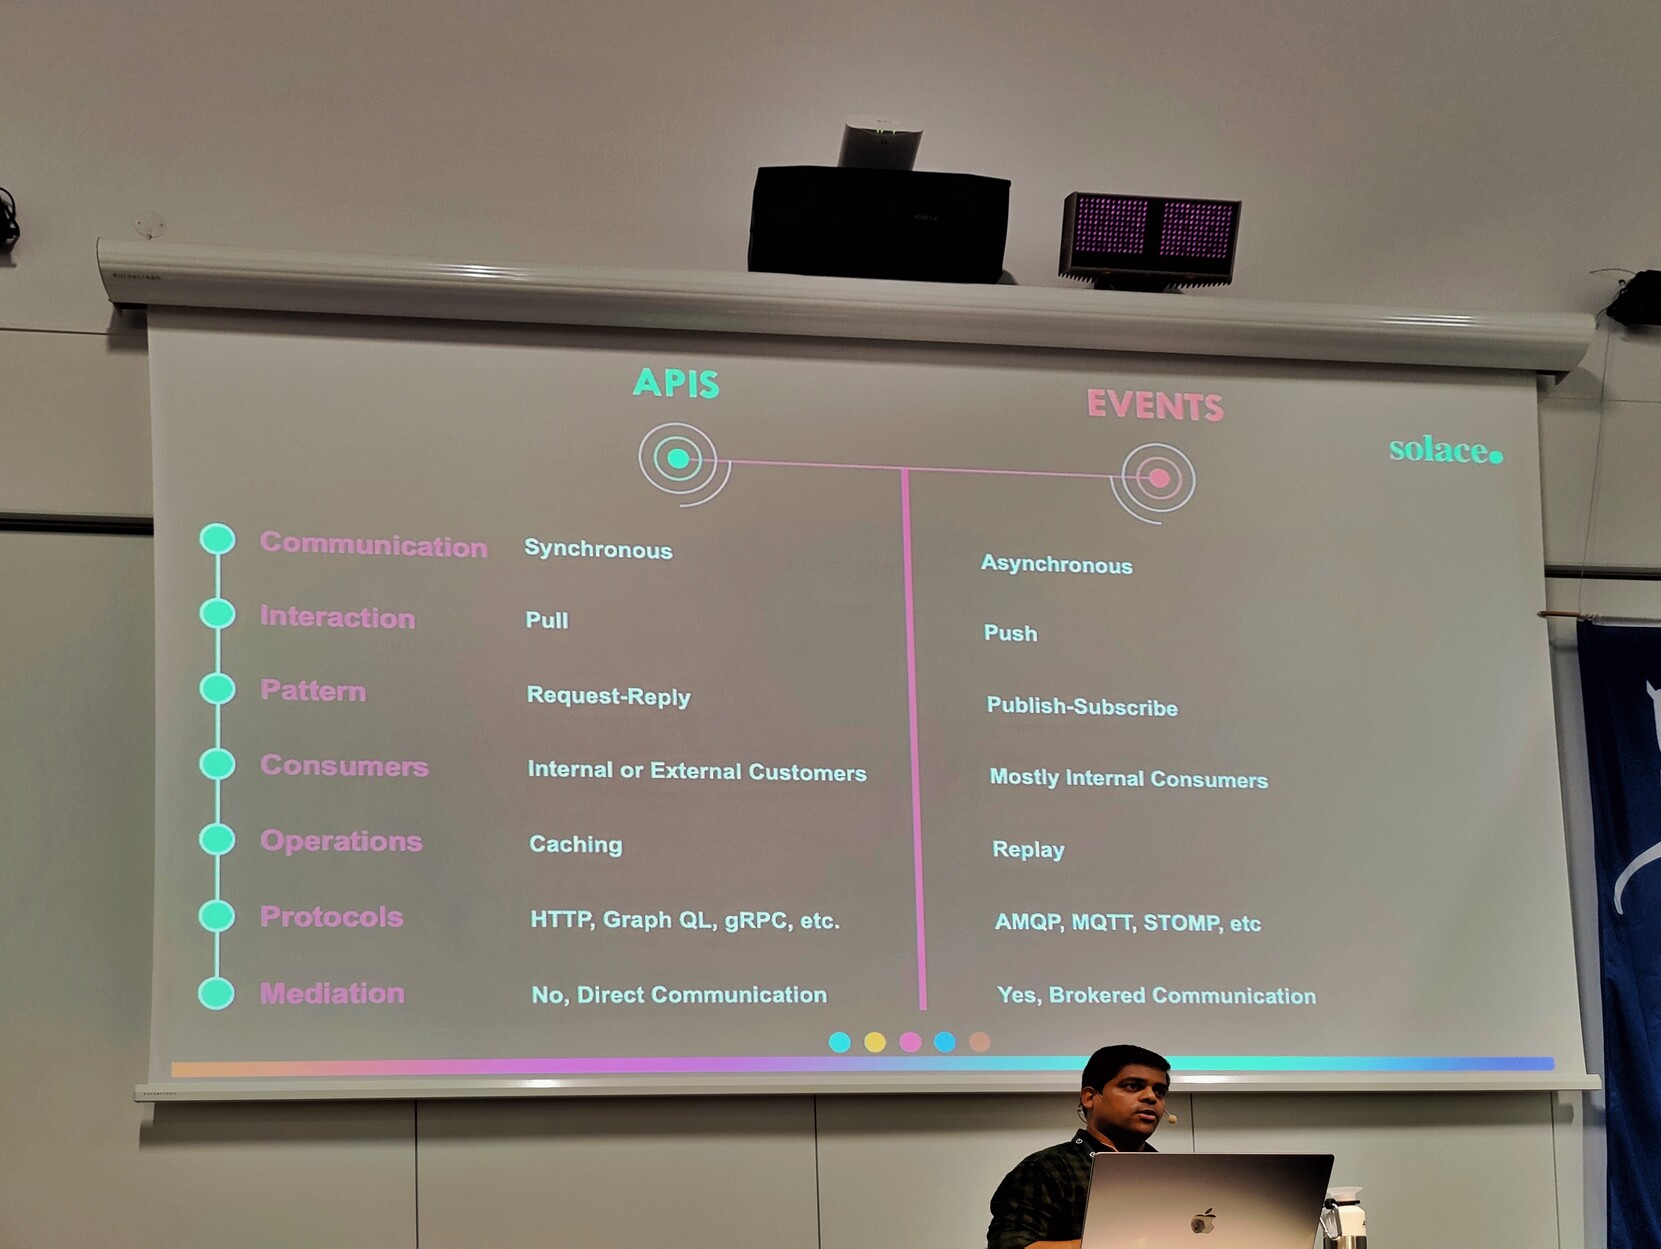 APIS
EVENTS
solace
Communication Synchronous Asynchronous
Interaction Pull Push
Pattern Request-Reply Publish-Subscribe
Consumers Internal or External Customers Mostly Internal Consumers
Operations Caching Replay
Protocols HTTP, Graph QL, gRPC, etc. AMQP, MQTT, STOMP, etc
Mediation No, Direct Communication Yes, Brokered Communication